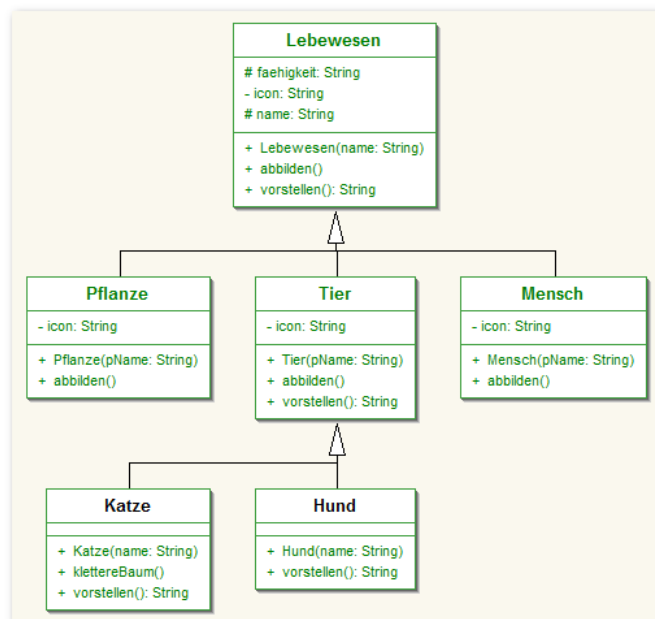 Lebewesen
# faehigkeit: String
- icon: String
# name: String
+ Lebewesen(name: String)
+ abbilden()
+ vorstellen(): String
Pflanze
- icon: String
+ Pflanze(pName: String)
+ abbilden()
Tier
- icon: String
+ Tier(pName: String)
+ abbilden()
+ vorstellen(): String
Mensch
- icon: String
+ Mensch(pName: String)
+ abbilden()
Katze
+ Katze(name: String)
+ klettereBaum()
+ vorstellen(): String
Hund
+ Hund(name: String)
+ vorstellen(): String